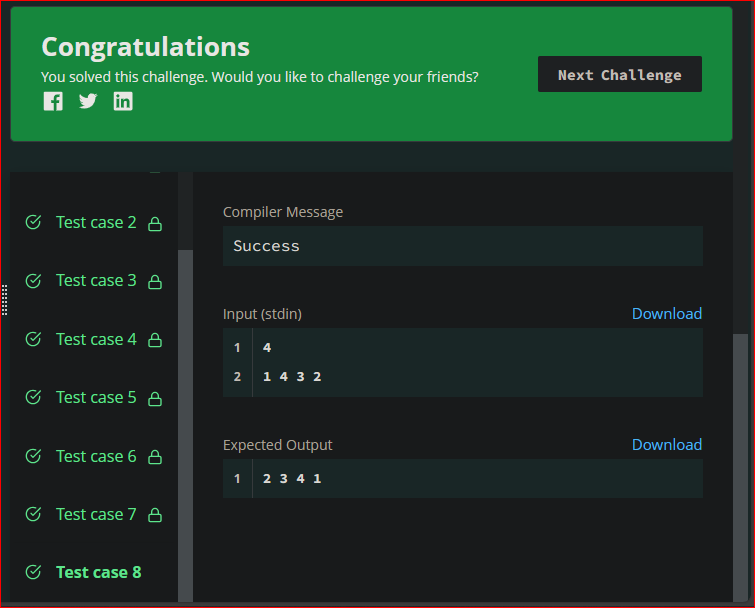 Congratulations
You solved this challenge. Would you like to challenge your friends?
Next Challenge
Test case 2
Test case 3
Test case 4
Test case 5
Test case 6
Test case 7
Test case 8
Compiler Message
Success
Input (stdin)
Download
1 4
2 1 4 3 2
Expected Output
Download
1 2 3 4 1